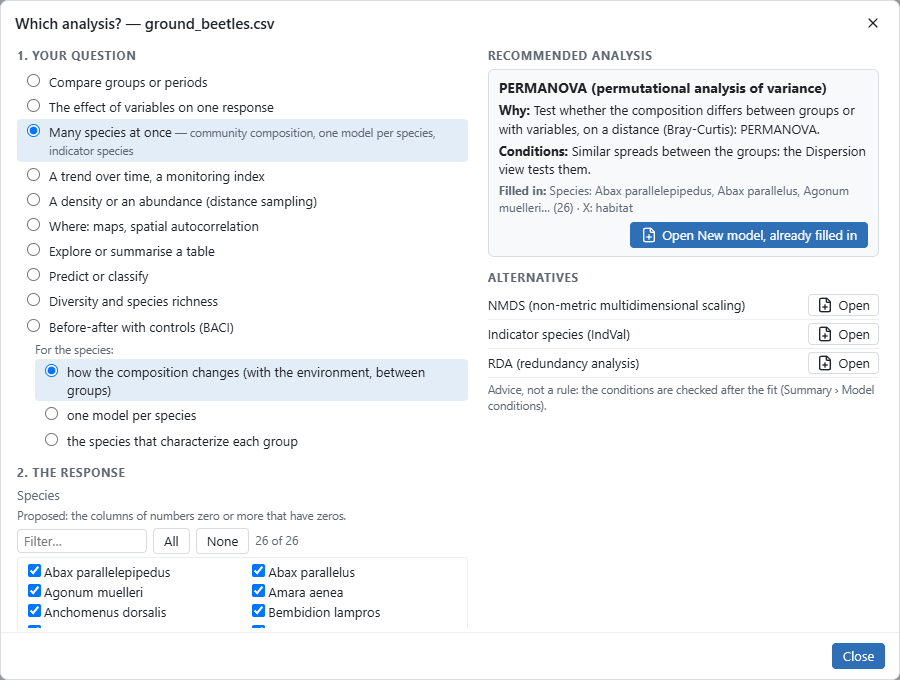 Which analysis? — ground_beetles.csv
1. YOUR QUESTION
Compare groups or periods
The effect of variables on one response
Many species at once — community composition, one model per species,
indicator species
A trend over time, a monitoring index
A density or an abundance (distance sampling)
Where: maps, spatial autocorrelation
Explore or summarise a table
Predict or classify
Diversity and species richness
Before-after with controls (BACI)
For the species:
how the composition changes (with the environment, between
groups)
one model per species
the species that characterize each group
2. THE RESPONSE
Species
Proposed: the columns of numbers zero or more that have zeros.
Filter... All None 26 of 26
Abax parallelepipedus Abax parallelus
Agonum muelleri Amara aenea
Anchomenus dorsalis Bembidion lampros
RECOMMENDED ANALYSIS
PERMANOVA (permutational analysis of variance)
Why: Test whether the composition differs between groups or
with variables, on a distance (Bray-Curtis): PERMANOVA.
Conditions: Similar spreads between the groups: the Dispersion
view tests them.
Filled in: Species: Abax parallelepipedus, Abax parallelus, Agonum
muelleri... (26) · X: habitat
Open New model, already filled in
ALTERNATIVES
NMDS (non-metric multidimensional scaling) Open
Indicator species (IndVal) Open
RDA (redundancy analysis) Open
Advice, not a rule: the conditions are checked after the fit (Summary › Model
conditions).
Close